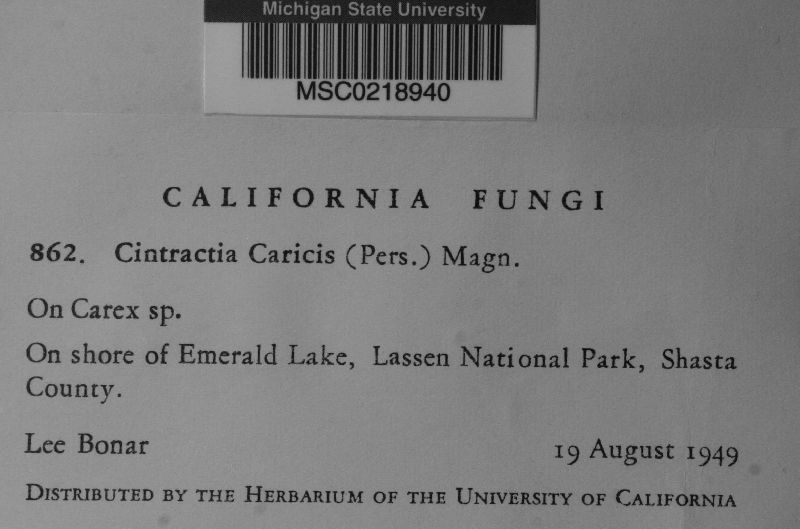 Michigan State University
MSC0218940
CALIFORNIA FUNGI
862. Cintractia Caricis (Pers.) Magn.
On Carex sp.
On shore of Emerald Lake, Lassen National Park, Shasta
County.
Lee Bonar 19 August 1949
DISTRIBUTED BY THE HERBARIUM OF THE UNIVERSITY OF CALIFORNIA